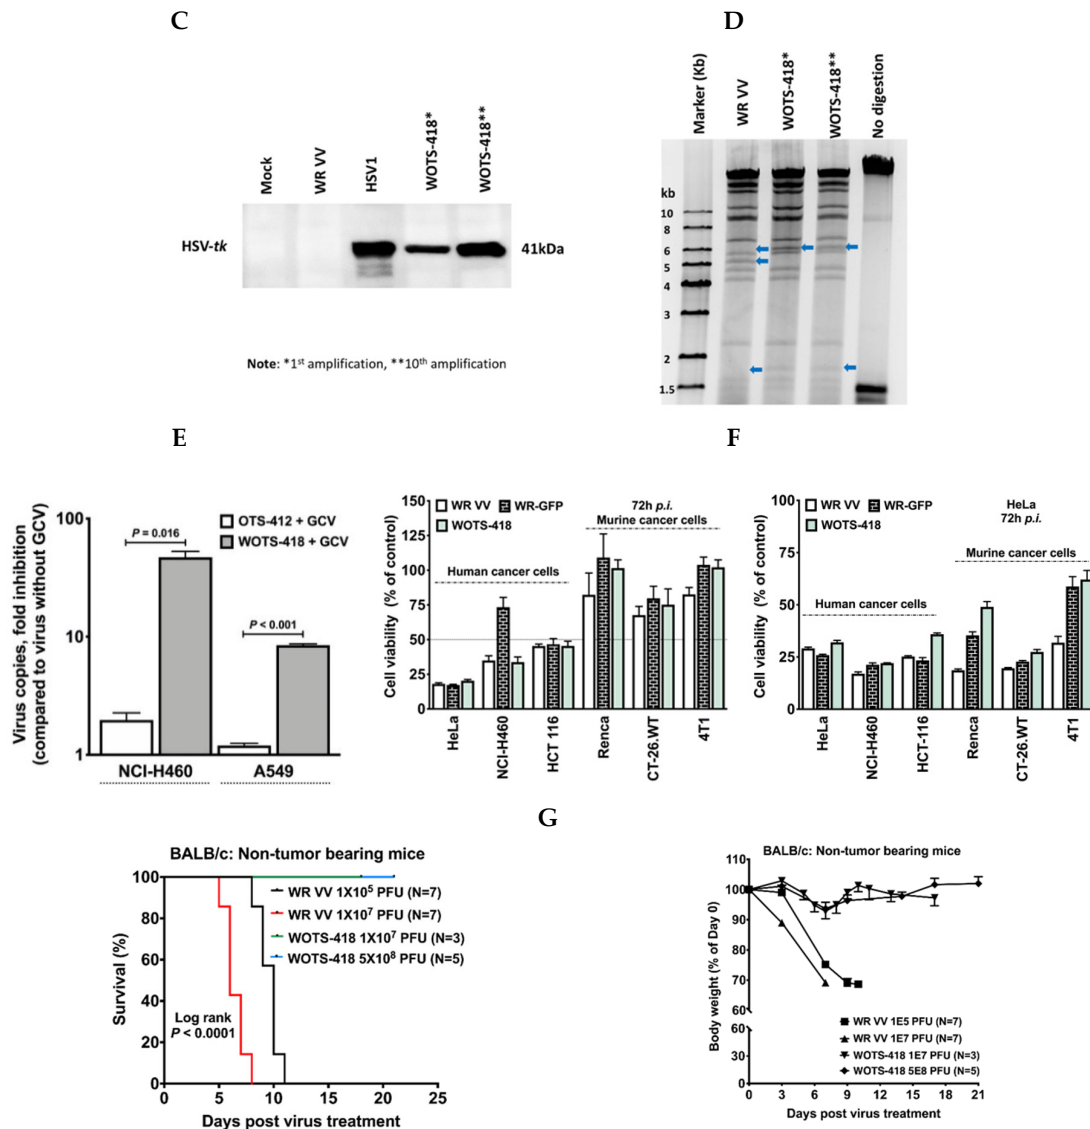 C
D
Mock
WR VV
HSV1
WOTS-418*
WOTS-418**
HSV-tk
41kDa
Note: *1st amplification, **10th amplification
Marker (Kb)
WR VV
WOTS-418*
WOTS-418**
No digestion
kb
10
8
6
5
4
3
2
1.5
E
F
Virus copies, fold inhibition
(compared to virus without GCV)
100
10
1
P = 0.016
P < 0.001
OTS-412 + GCV
WOTS-418 + GCV
NCI-H460
A549
Cell viability (% of control)
150
125
100
75
50
25
0
WR VV
WR-GFP
WOTS-418
72h p.i.
Murine cancer cells
Human cancer cells
HeLa
NCI-H460
HCT 116
Renca
CT-26.WT
4T1
Cell viability (% of control)
100
75
50
25
0
WR VV
WR-GFP
WOTS-418
HeLa
72h p.i.
Murine cancer cells
Human cancer cells
HeLa
NCI-H460
HCT-116
Renca
CT-26.WT
4T1
G
BALB/c: Non-tumor bearing mice
Survival (%)
100
80
60
40
20
0
WR VV 1X10⁵ PFU (N=7)
WR VV 1X10⁷ PFU (N=7)
WOTS-418 1X10⁷ PFU (N=3)
WOTS-418 5X10⁸ PFU (N=5)
Log rank
P < 0.0001
0 5 10 15 20 25
Days post virus treatment
BALB/c: Non-tumor bearing mice
Body weight (% of Day 0)
110
100
90
80
70
60
60
40
20
0
WR VV 1E5 PFU (N=7)
WR VV 1E7 PFU (N=7)
WOTS-418 1E7 PFU (N=3)
WOTS-418 5E8 PFU (N=5)
0 3 6 9 12 15 18 21
Days post virus treatment